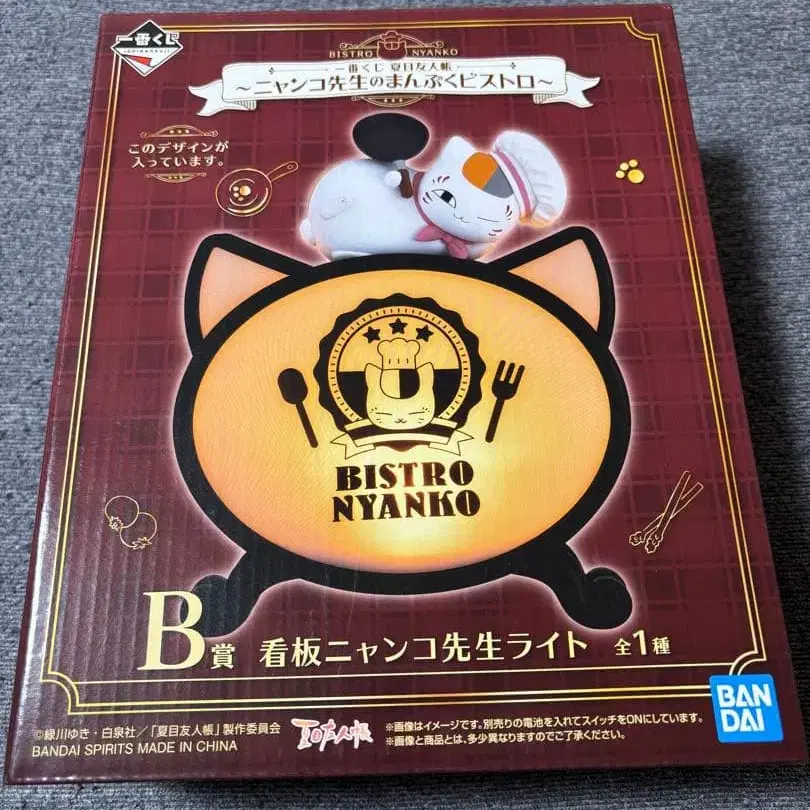 一番くじ
ICHIBANKUJI
BISTRO NYANKO
一番くじ 夏目友人帳
～ニャンコ先生のまんぷくビストロ～
このデザインが
入っています。
BISTRO
NYANKO
B賞 看板ニャンコ先生ライト 全1種
©緑川ゆき・白泉社／「夏目友人帳」製作委員会
BANDAI SPIRITS MADE IN CHINA
夏目友人帳
※画像はイメージです。別売りの電池を入れてスイッチをONにしています。
※画像と商品とは、多少異なりますのでご了承ください。
BAN
DAI